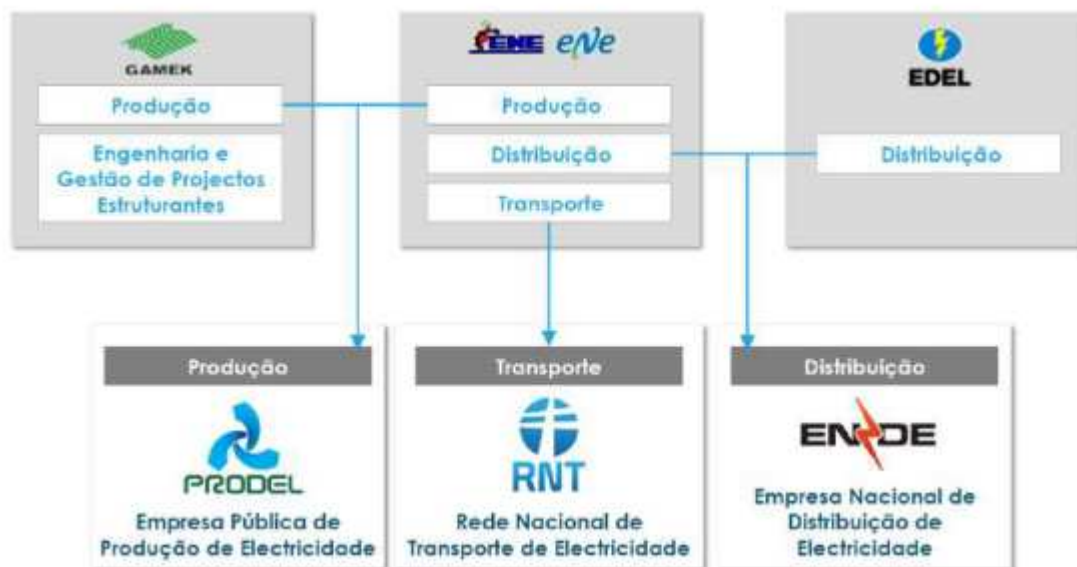 GAMEK
Produção
Engenharia e
Gestão de Projectos
Estruturantes
ENE eNe
Produção
Distribuição
Transporte
EDEL
Distribuição
Produção
PRODEL
Empresa Pública de
Produção de Electricidade
Transporte
RNT
Rede Nacional de
Transporte de Electricidade
Distribuição
ENDE
Empresa Nacional de
Distribuição de
Electricidade